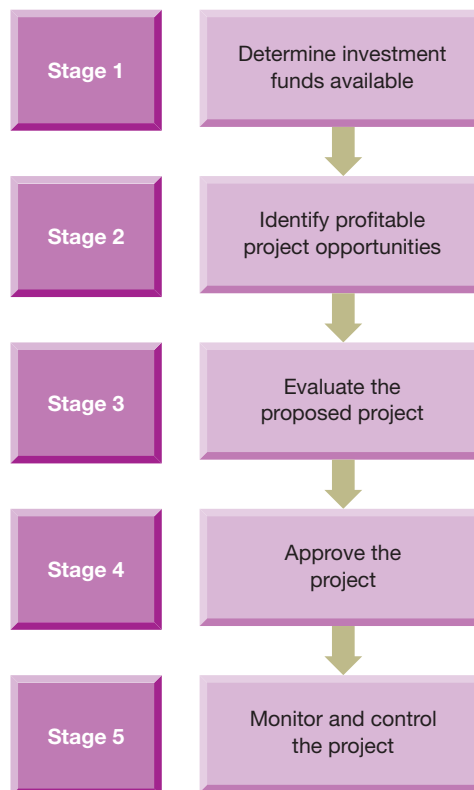 Stage 1
Determine investment
funds available
Stage 2
Identify profitable
project opportunities
Stage 3
Evaluate the
proposed project
Stage 4
Approve the
project
Stage 5
Monitor and control
the project